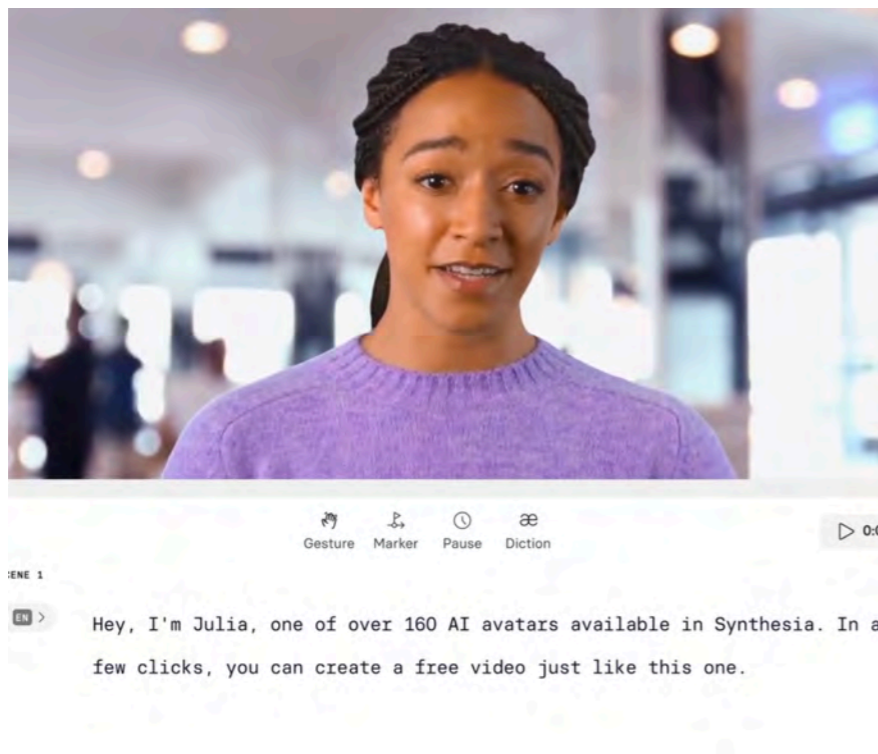 Gesture Marker Pause Diction
ENE 1
EN
Hey, I'm Julia, one of over 160 AI avatars available in Synthesia. In a
few clicks, you can create a free video just like this one.